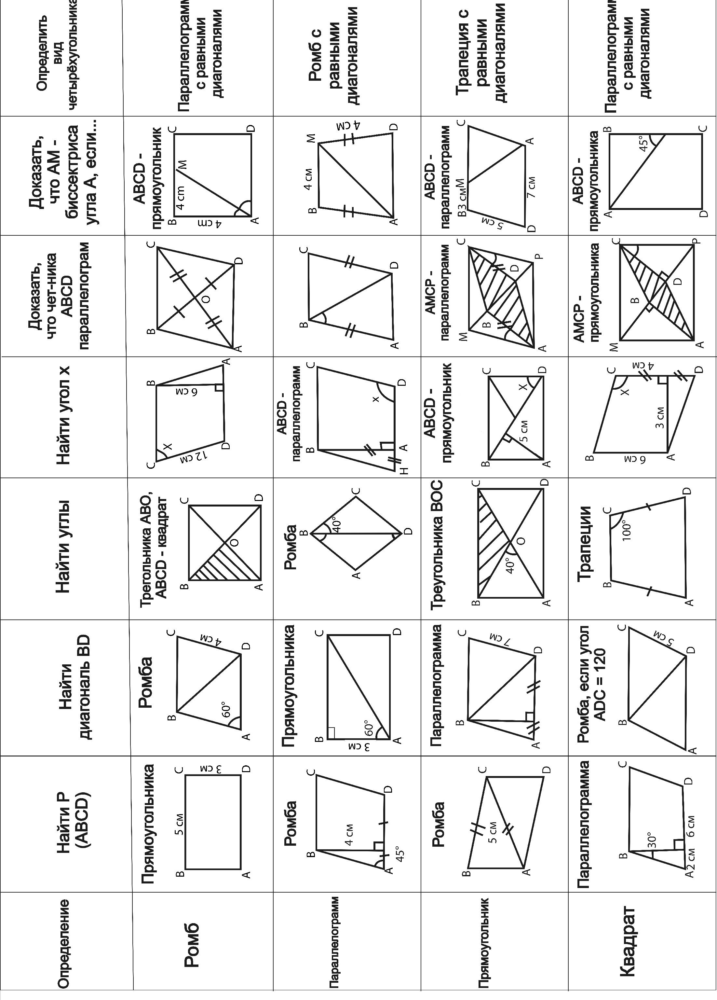 Определение
Найти P
(ABCD)
Найти
диагональ BD
Найти углы
Найти угол x
Доказать,
что чет-ника
ABCD
параллелограм
Доказать,
что AM -
биссектриса
угла A, если...
Определить
вид
четырёхугольника
Ромб
Прямоугольника
B
5 см
C
3 см
A
D
Ромба
B
C
4 см
60°
A
D
Трегольника ABO,
ABCD - квадрат
B
C
O
A
D
C
B
X
6 см
12 см
D
A
B
C
O
A
D
ABCD -
прямоугольник
B
4 cm
M
C
4 cm
A
D
Параллелограмм
с равными
диагоналями
Параллелограмм
Ромба
B
C
4 см
A
D
45°
Прямоугольника
B
C
3 см
60°
A
D
Ромба
B
40°
A
C
D
ABCD -
параллелограмм
B
C
x
H
A
D
B
C
A
D
B
4 см
M
4 см
A
D
Ромб с
равными
диагоналями
Прямоугольник
Ромба
B
C
5 см
A
D
Параллелограмма
B
C
7 см
A
D
Треугольника BOC
B
C
40°
O
A
D
ABCD -
прямоугольник
B
C
5 см
X
A
D
AMCP -
параллелограмм
M
C
B
D
A
P
ABCD -
параллелограмм
B
3 см
M
C
5 см
D
7 см
A
Трапеция с
равными
диагоналями
Квадрат
Параллелограмма
B
C
30°
A
2 см
6 см
D
Ромба, если угол
ADC = 120
B
C
5 см
A
D
Трапеции
B
C
100°
A
D
B
C
X
4 см
6 см
3 см
A
D
AMCP -
прямоугольника
M
C
B
D
A
P
ABCD -
прямоугольника
A
B
45°
D
C
Параллелограмм
с равными
диагоналями